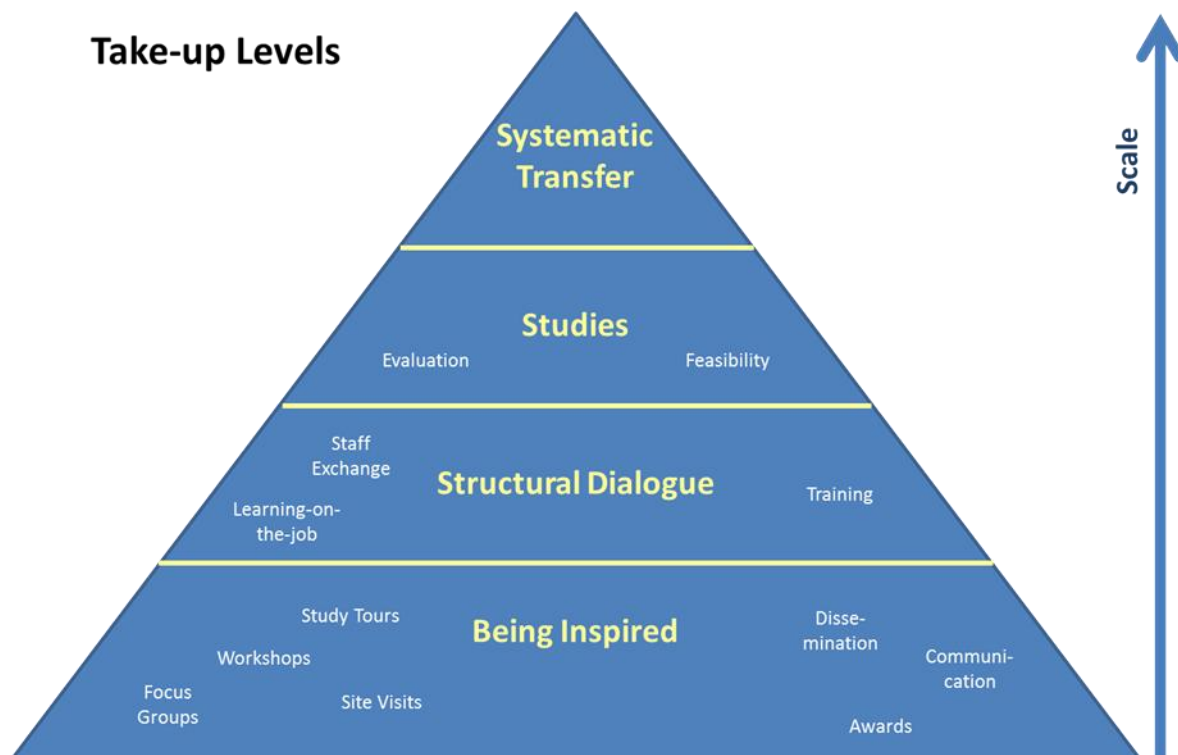 Take-up Levels
Scale
Systematic
Transfer
Studies
Evaluation
Feasibility
Staff
Exchange
Structural Dialogue
Training
Learning-on-
the-job
Study Tours
Being Inspired
Disse-
mination
Workshops
Communi-
cation
Focus
Groups
Site Visits
Awards